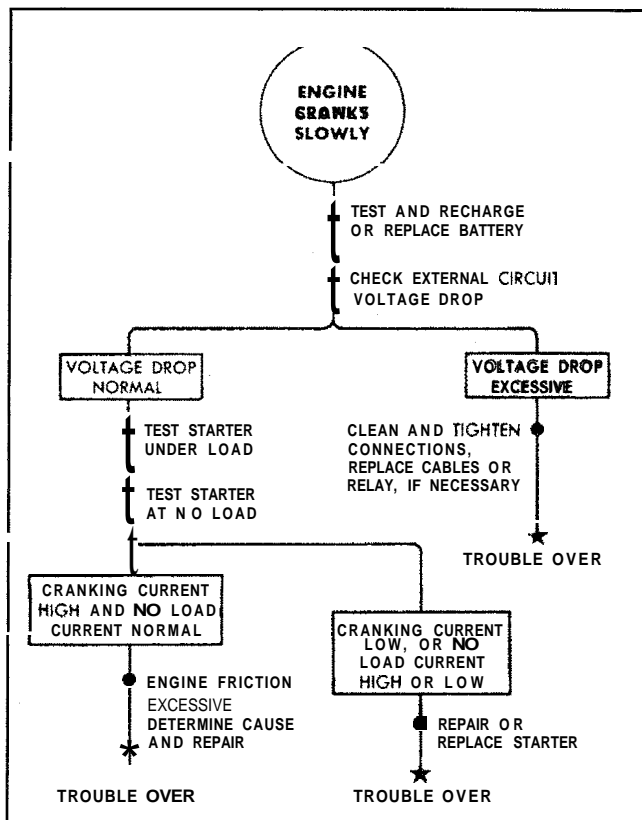 ENGINE
CRANKS
SLOWLY
TEST AND RECHARGE
OR REPLACE BATTERY
CHECK EXTERNAL CIRCUIT
VOLTAGE DROP
VOLTAGE DROP
NORMAL
VOLTAGE DROP
EXCESSIVE
TEST STARTER
UNDER LOAD
CLEAN AND TIGHTEN
CONNECTIONS,
REPLACE CABLES OR
RELAY, IF NECESSARY
TEST STARTER
AT NO LOAD
TROUBLE OVER
CRANKING CURRENT
HIGH AND NO LOAD
CURRENT NORMAL
CRANKING CURRENT
LOW, OR NO
LOAD CURRENT
HIGH OR LOW
ENGINE FRICTION
EXCESSIVE
DETERMINE CAUSE
AND REPAIR
REPAIR OR
REPLACE STARTER
TROUBLE OVER
TROUBLE OVER